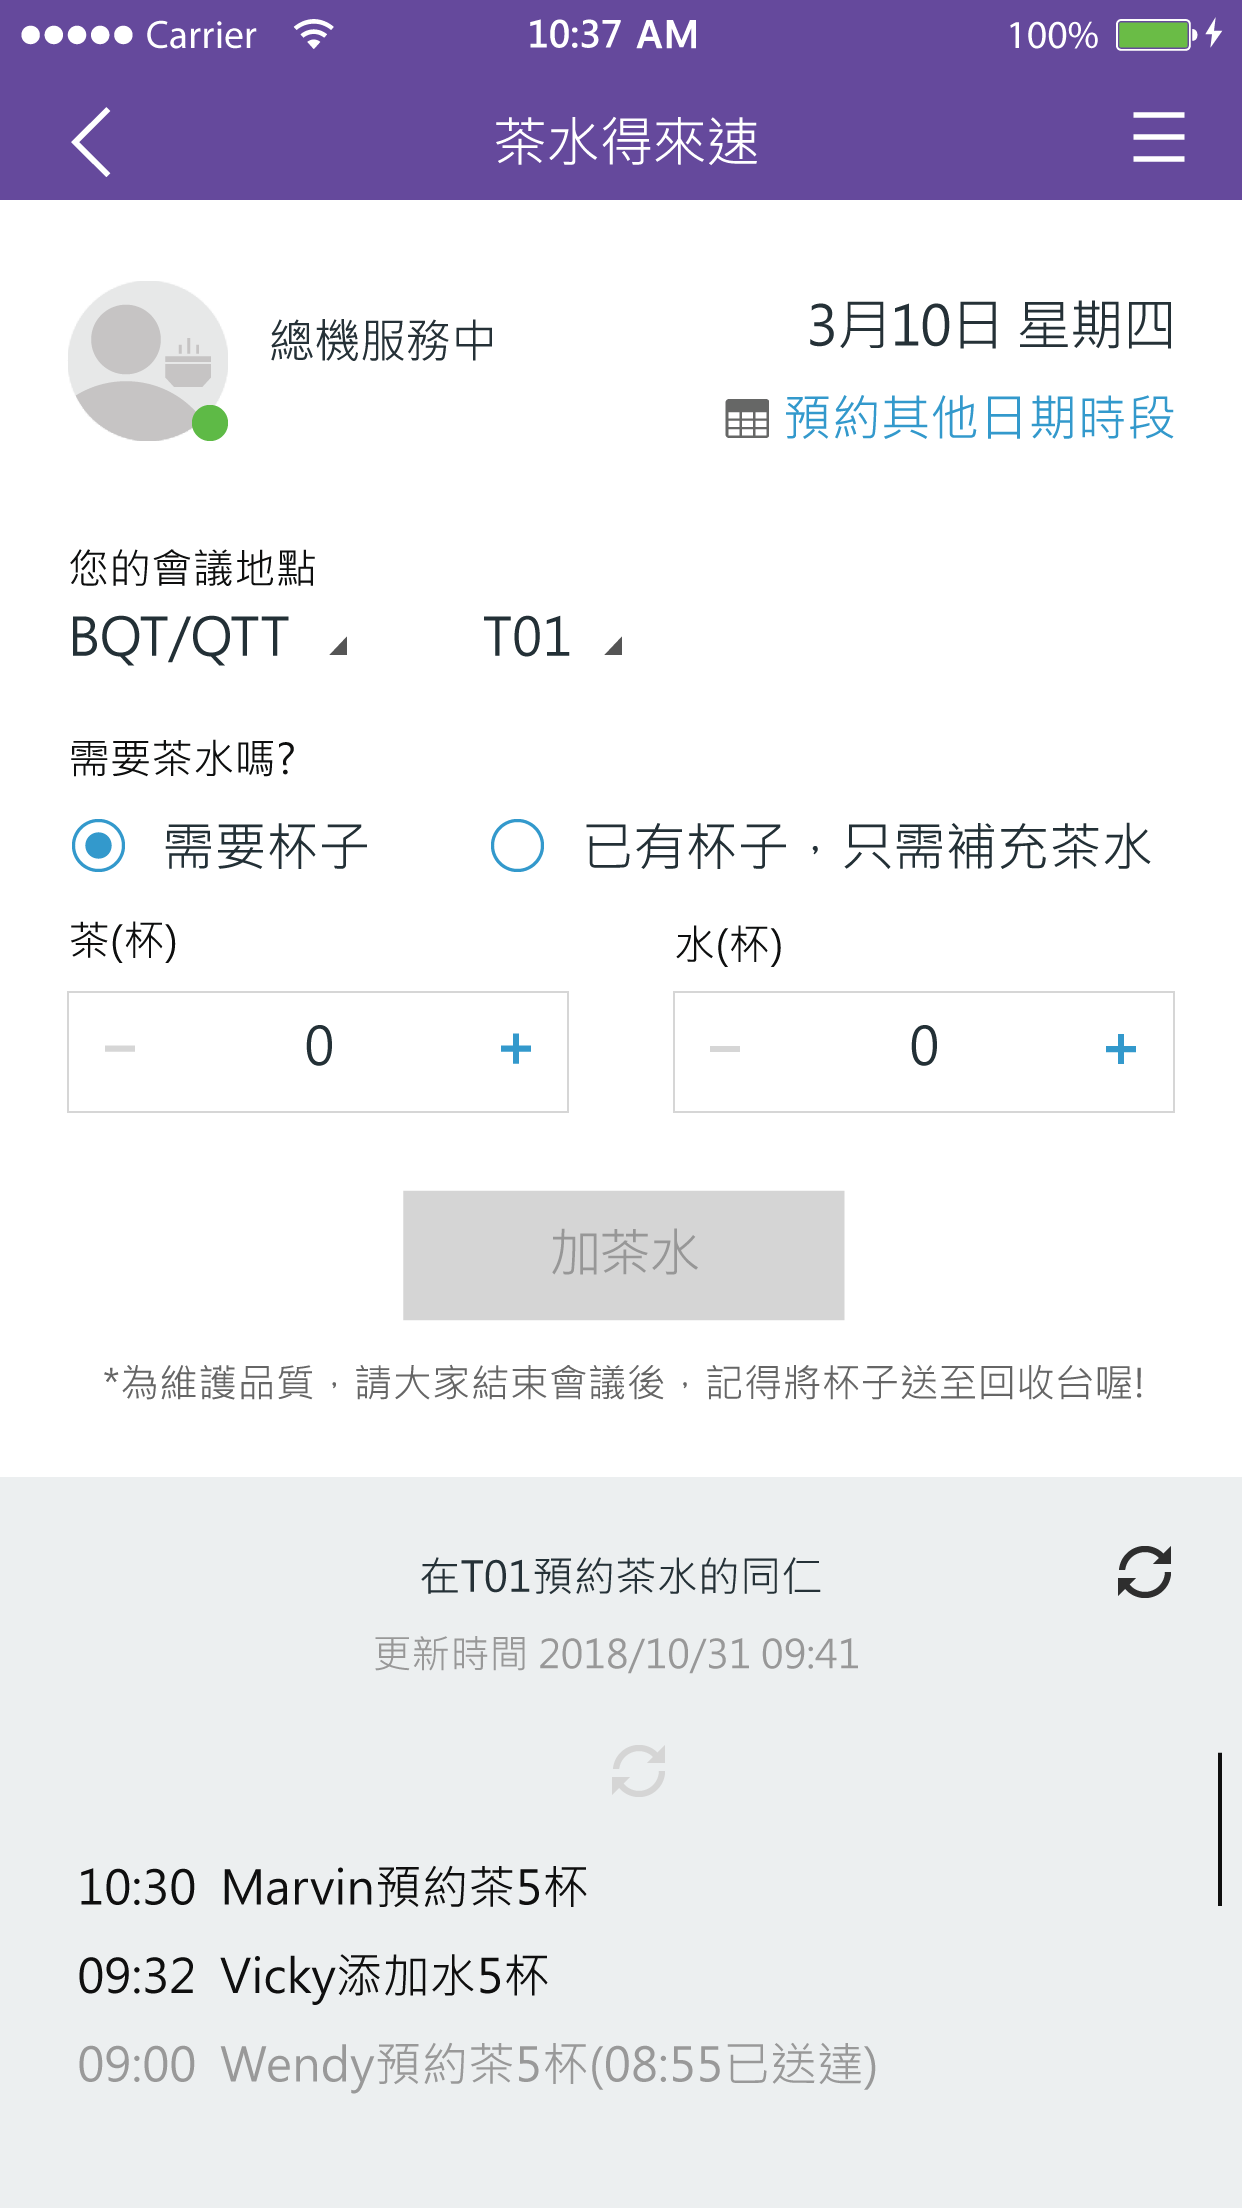 Carrier 10:37 AM 100%
茶水得來速
總機服務中
3月10日 星期四
預約其他日期時段
您的會議地點
BQT/QTT T01
需要茶水嗎?
需要杯子 已有杯子，只需補充茶水
茶(杯) 水(杯)
0 0
加茶水
*為維護品質，請大家結束會議後，記得將杯子送至回收台喔!
在T01預約茶水的同仁
更新時間 2018/10/31 09:41
10:30 Marvin預約茶5杯
09:32 Vicky添加水5杯
09:00 Wendy預約茶5杯(08:55已送達)